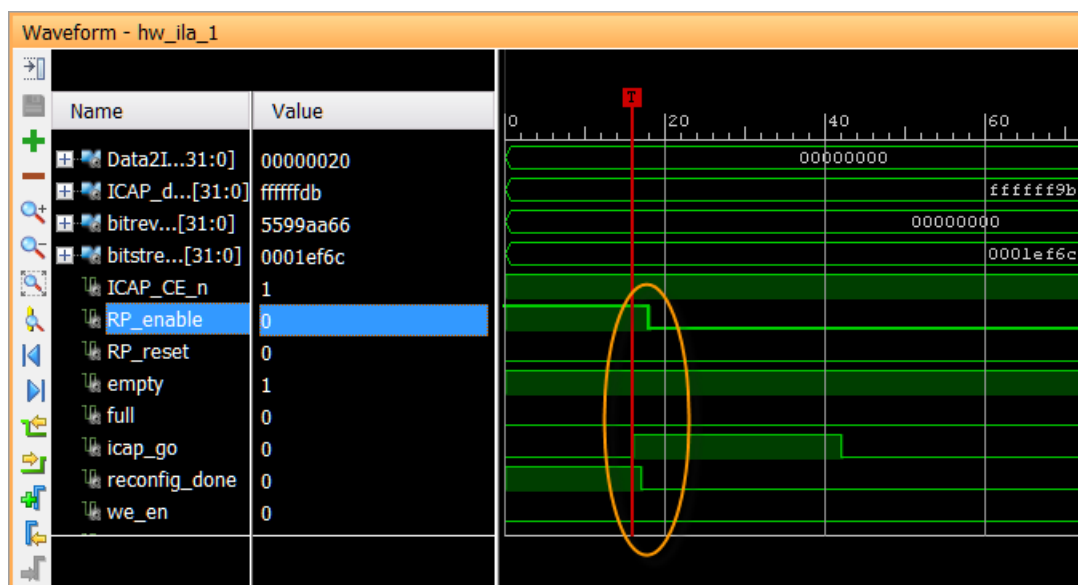 Waveform - hw_ila_1
Name Value
T
0 20 40 60
Data2I...31:0] 00000020 00000000
ICAP_d...[31:0] ffffffdb ffffff9b
bitrev...[31:0] 5599aa66 00000000
bitstre...[31:0] 0001ef6c 0001ef6c
ICAP_CE_n 1
RP_enable 0
RP_reset 0
empty 1
full 0
icap_go 0
reconfig_done 0
we_en 0